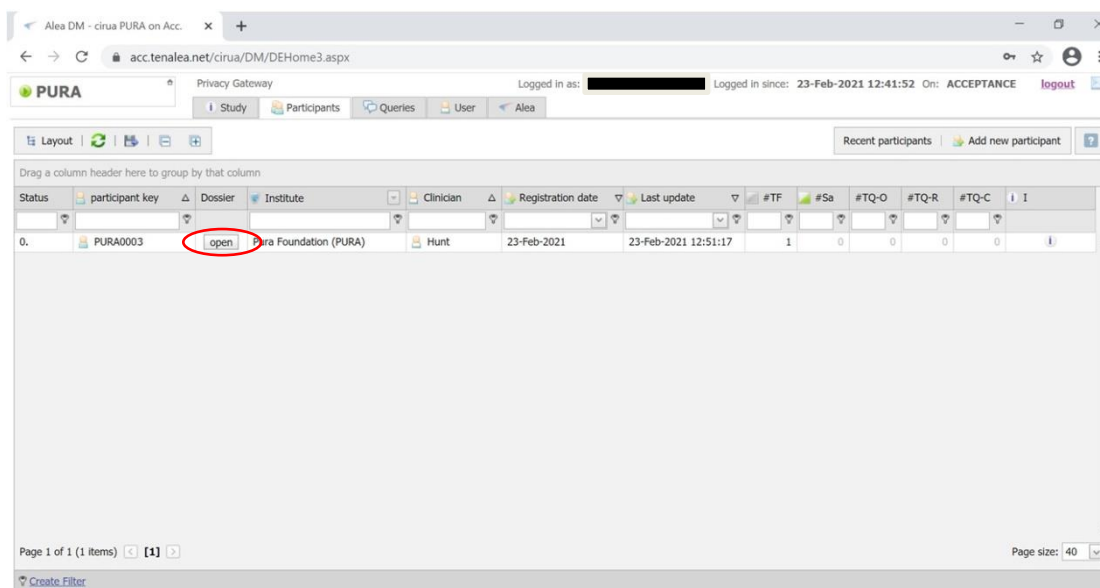 Alea DM - cirua PURA on Acc.
acc.tenalea.net/cirua/DM/DEHome3.aspx
PURA
Privacy Gateway Logged in as: Logged in since: 23-Feb-2021 12:41:52 On: ACCEPTANCE logout
Study Participants Queries User Alea
Layout Recent participants Add new participant
Drag a column header here to group by that column
Status participant key Dossier Institute Clinician Registration date Last update #TF #Sa #TQ-O #TQ-R #TQ-C I
0. PURA0003 open Pura Foundation (PURA) Hunt 23-Feb-2021 23-Feb-2021 12:51:17 1 0 0 0 0
Page 1 of 1 (1 items) [1] Page size: 40
Create Filter